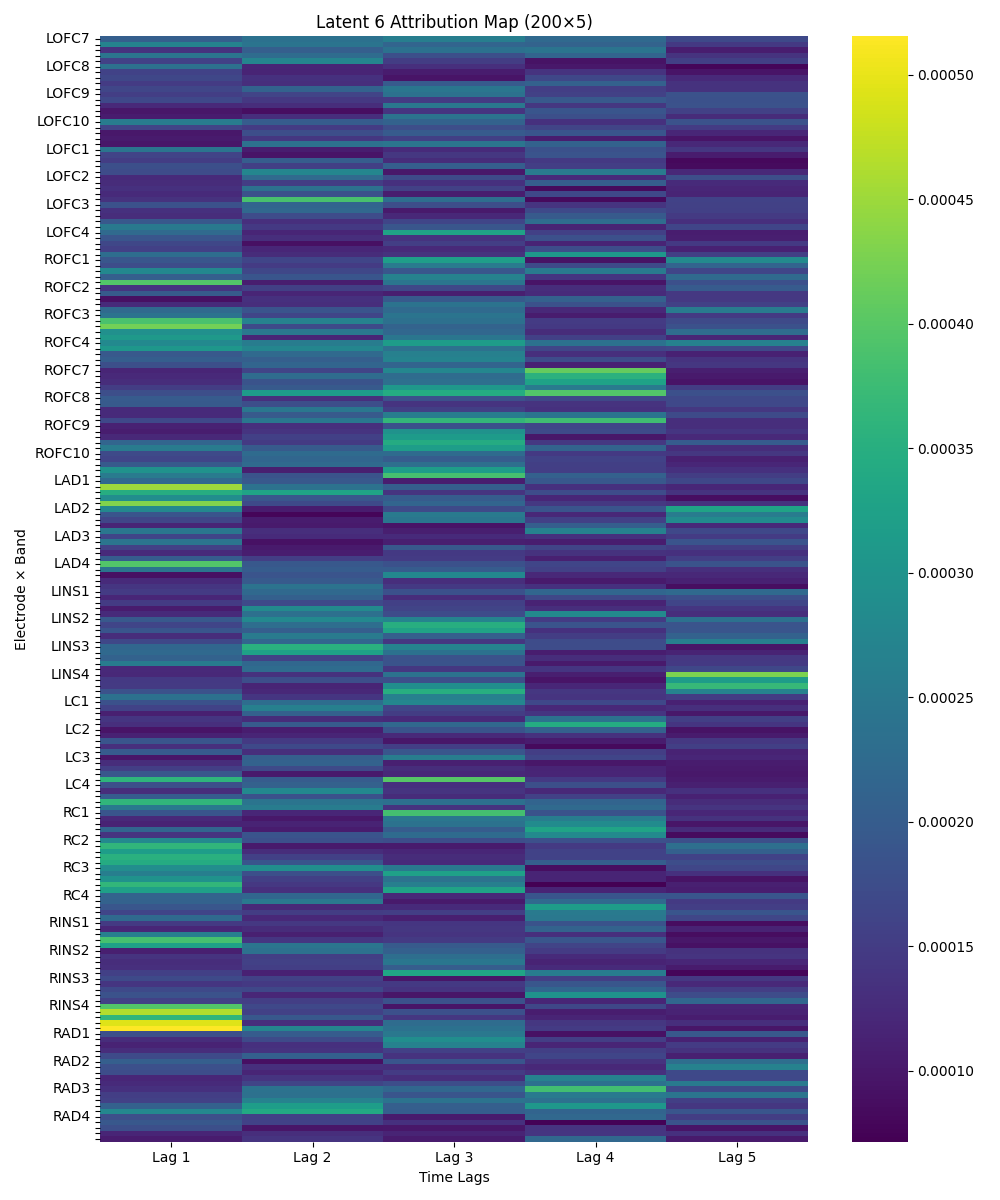 Latent 6 Attribution Map (200×5)
Electrode × Band
LOFC7
LOFC8
LOFC9
LOFC10
LOFC1
LOFC2
LOFC3
LOFC4
ROFC1
ROFC2
ROFC3
ROFC4
ROFC7
ROFC8
ROFC9
ROFC10
LAD1
LAD2
LAD3
LAD4
LINS1
LINS2
LINS3
LINS4
LC1
LC2
LC3
LC4
RC1
RC2
RC3
RC4
RINS1
RINS2
RINS3
RINS4
RAD1
RAD2
RAD3
RAD4
Lag 1 Lag 2 Lag 3 Lag 4 Lag 5
Time Lags
0.00050
0.00045
0.00040
0.00035
0.00030
0.00025
0.00020
0.00015
0.00010